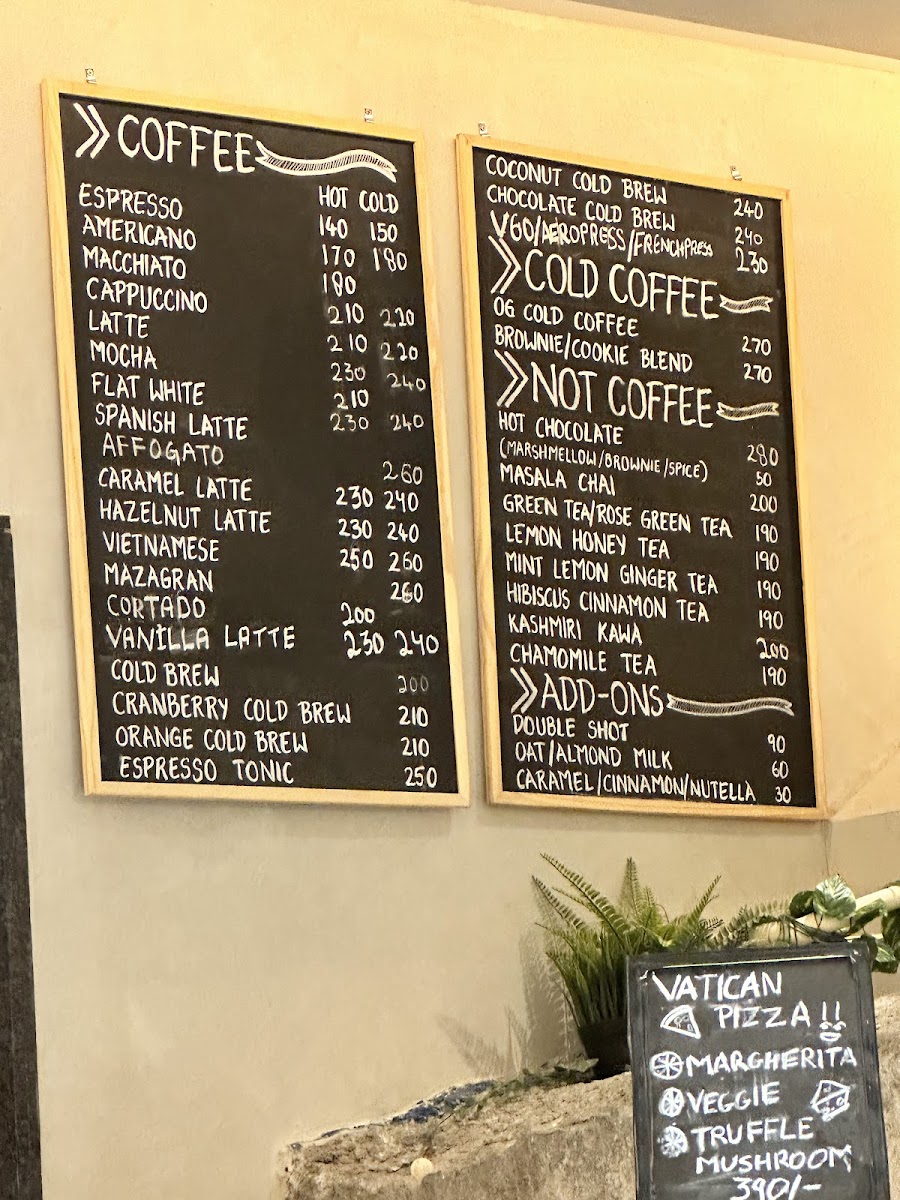 COFFEE
HOT COLD
ESPRESSO 140 150
AMERICANO 170 180
MACCHIATO 180
CAPPUCCINO 210 220
LATTE 210 220
MOCHA 230 240
FLAT WHITE 210
SPANISH LATTE 230 240
AFFOGATO 260
CARAMEL LATTE 230 240
HAZELNUT LATTE 230 240
VIETNAMESE 250 260
MAZAGRAN 260
CORTADO 200
VANILLA LATTE 230 240
COLD BREW 200
CRANBERRY COLD BREW 210
ORANGE COLD BREW 210
ESPRESSO TONIC 250
COCONUT COLD BREW 240
CHOCOLATE COLD BREW 240
V60/AEROPRESS/FRENCHPRESS 230
COLD COFFEE
OG COLD COFFEE 270
BROWNIE/COOKIE BLEND 270
NOT COFFEE
HOT CHOCOLATE 280
(MARSHMELLOW/BROWNIE/SPICE) 50
MASALA CHAI 200
GREEN TEA/ROSE GREEN TEA 190
LEMON HONEY TEA 190
MINT LEMON GINGER TEA 190
HIBISCUS CINNAMON TEA 190
KASHMIRI KAWA 200
CHAMOMILE TEA 190
ADD-ONS
DOUBLE SHOT 90
OAT/ALMOND MILK 60
CARAMEL/CINNAMON/NUTELLA 30
VATICAN
PIZZA!!
MARGHERITA
VEGGIE
TRUFFLE
MUSHROOM
390/-